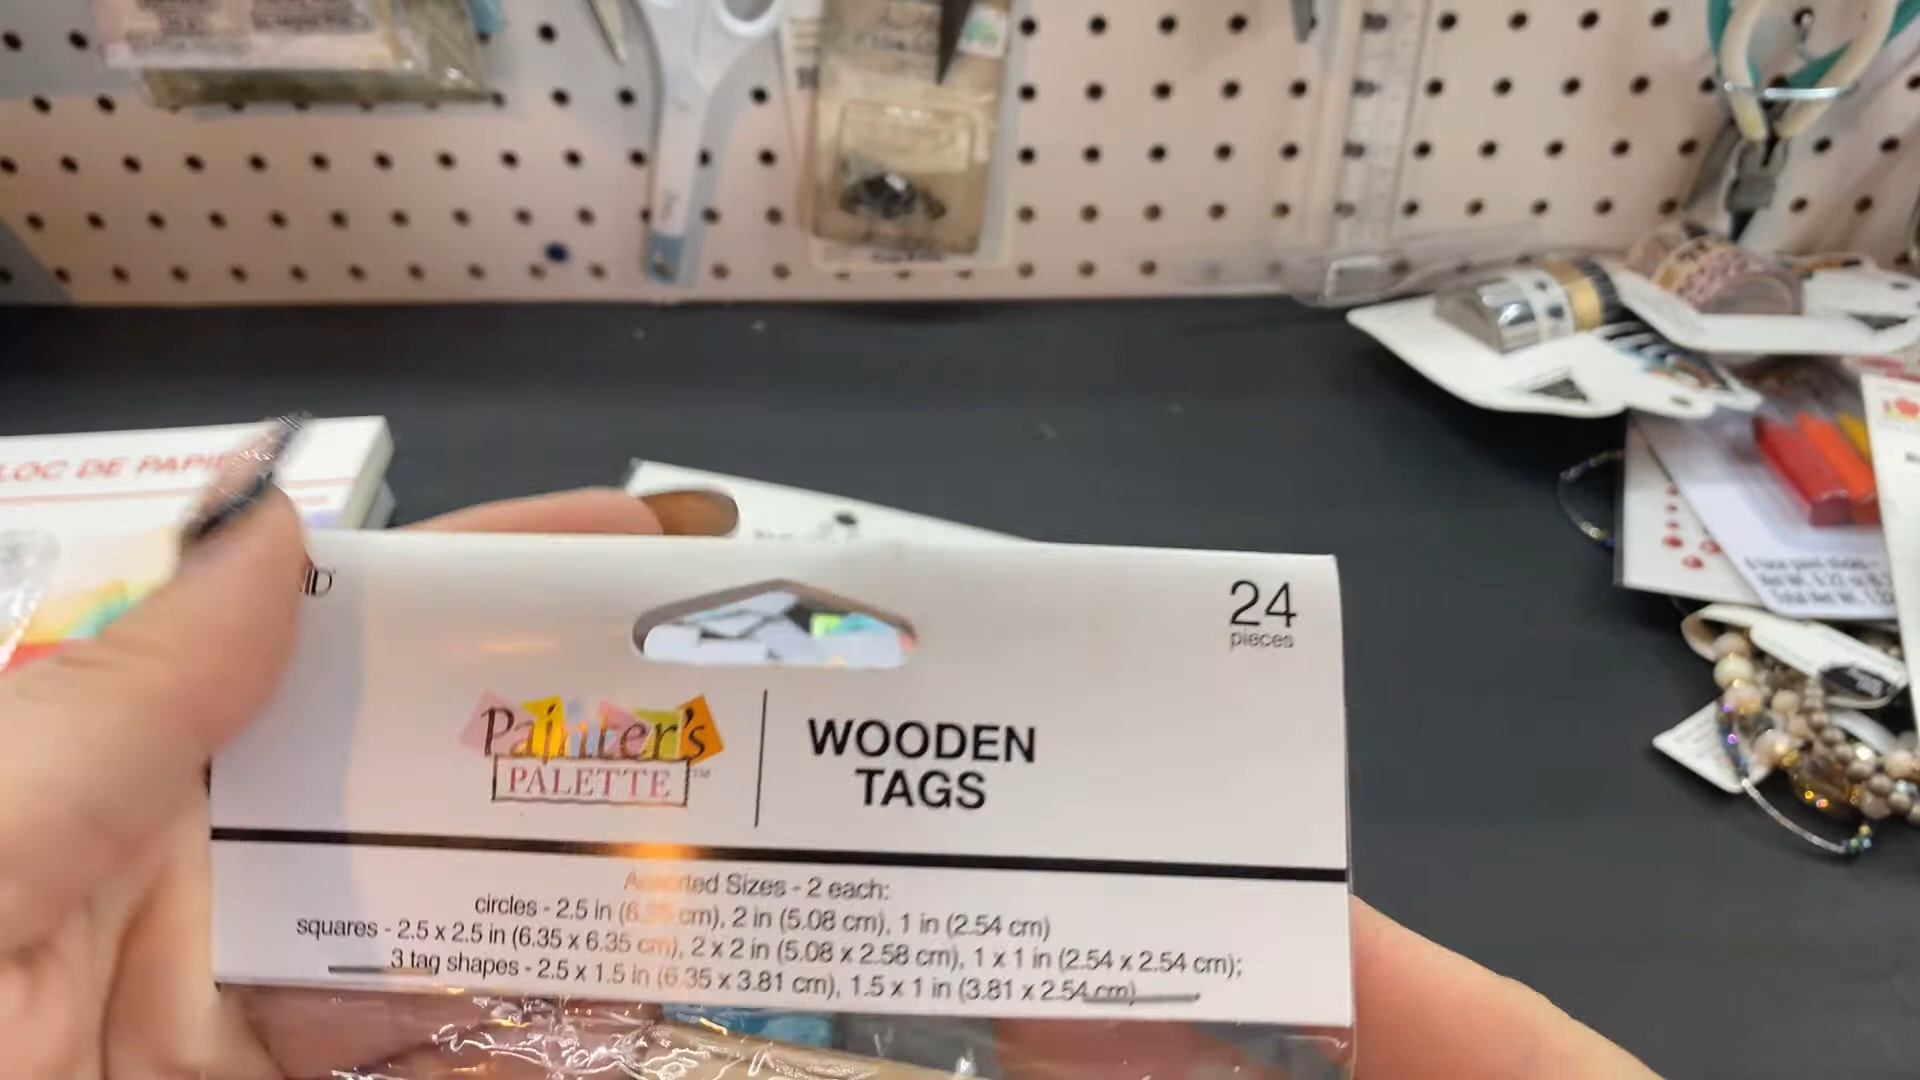 LOC DE PAPIE
24
pieces
Painter's
PALETTE™
WOODEN
TAGS
Assorted Sizes - 2 each:
circles - 2.5 in (6.35 cm), 2 in (5.08 cm), 1 in (2.54 cm)
squares - 2.5 x 2.5 in (6.35 x 6.35 cm), 2 x 2 in (5.08 x 2.58 cm), 1 x 1 in (2.54 x 2.54 cm);
3 tag shapes - 2.5 x 1.5 in (6.35 x 3.81 cm), 1.5 x 1 in (3.81 x 2.54 cm)